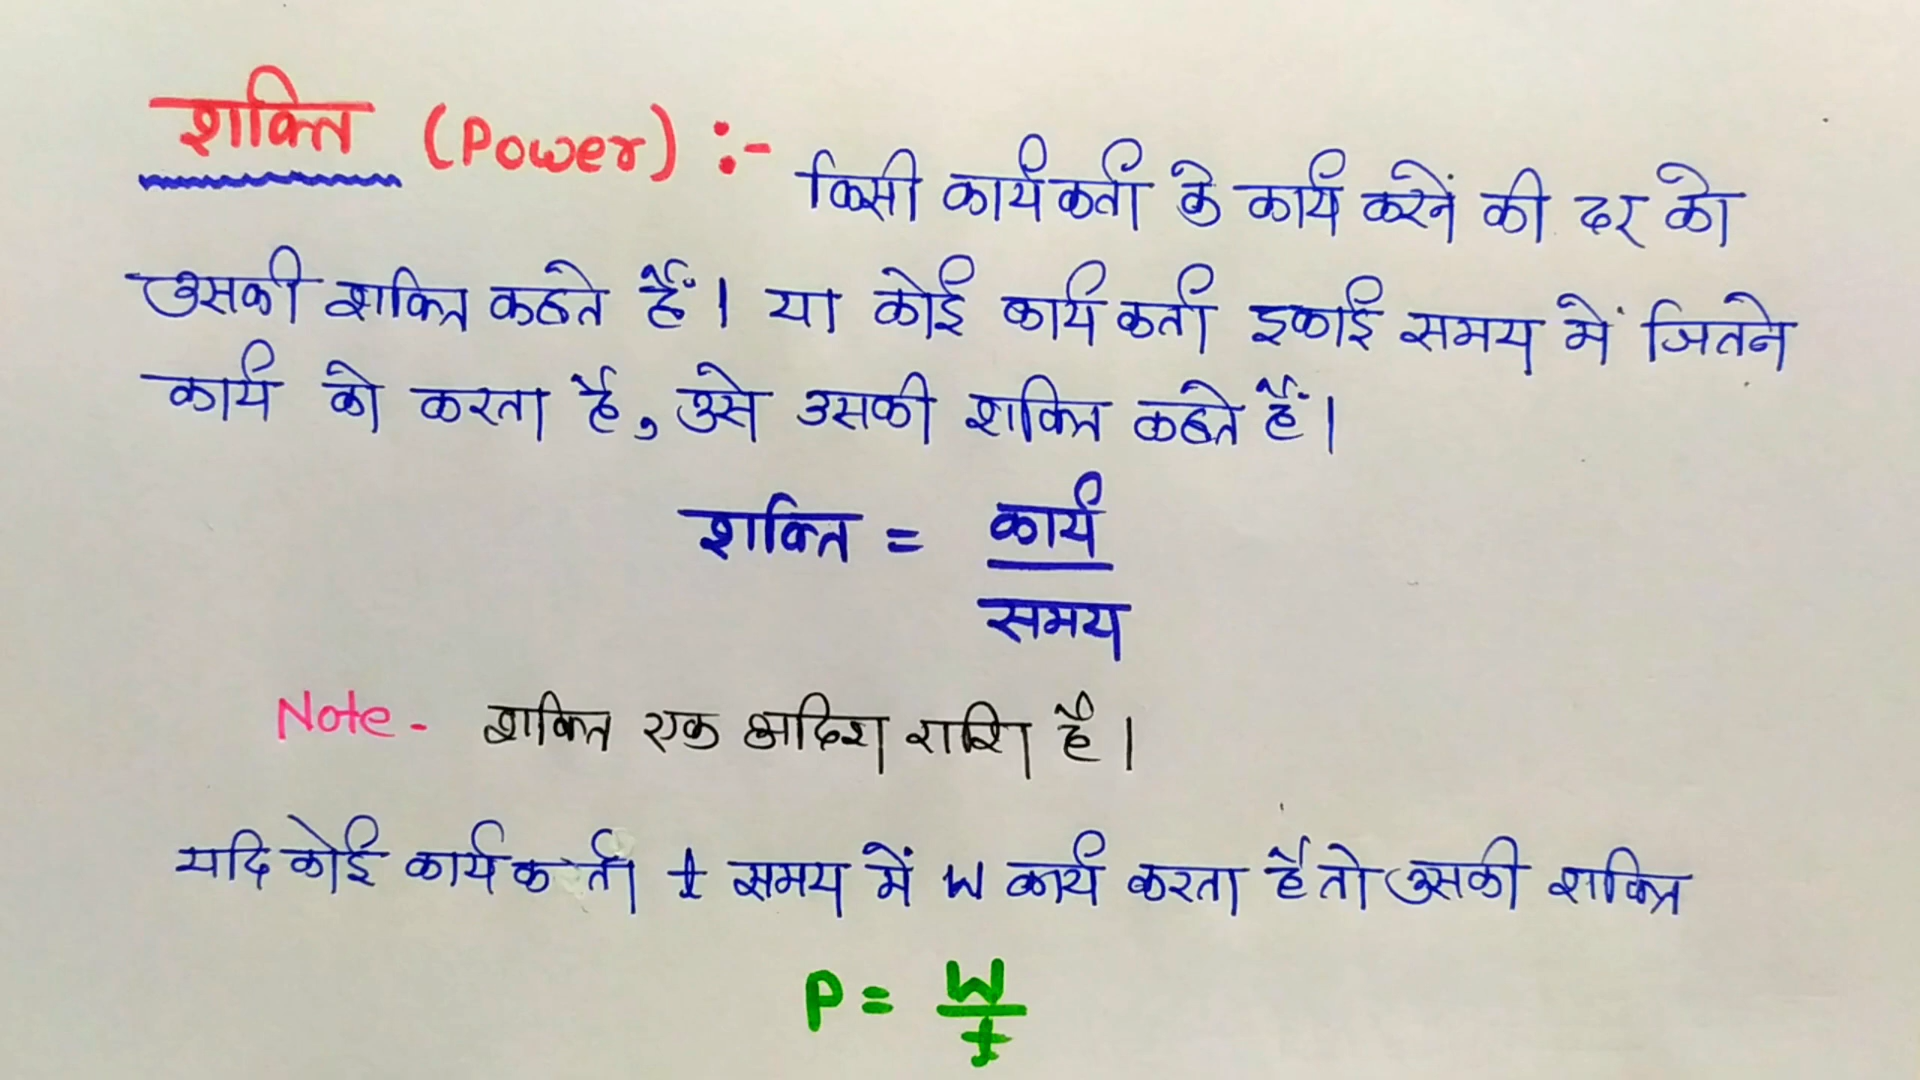 शक्ति (Power) :- किसी कार्यकर्ता के कार्य करनें की दर को
उसकी शक्ति कहते हैं। या कोई कार्यकर्ता इकाई समय में जितने
कार्य को करता है, उसे उसकी शक्ति कहते हैं।
शक्ति = कार्य
समय
Note - शक्ति एक अदिश राशि है।
यदि कोई कार्यकर्ता t समय में W कार्य करता है तो उसकी शक्ति
P = W
t